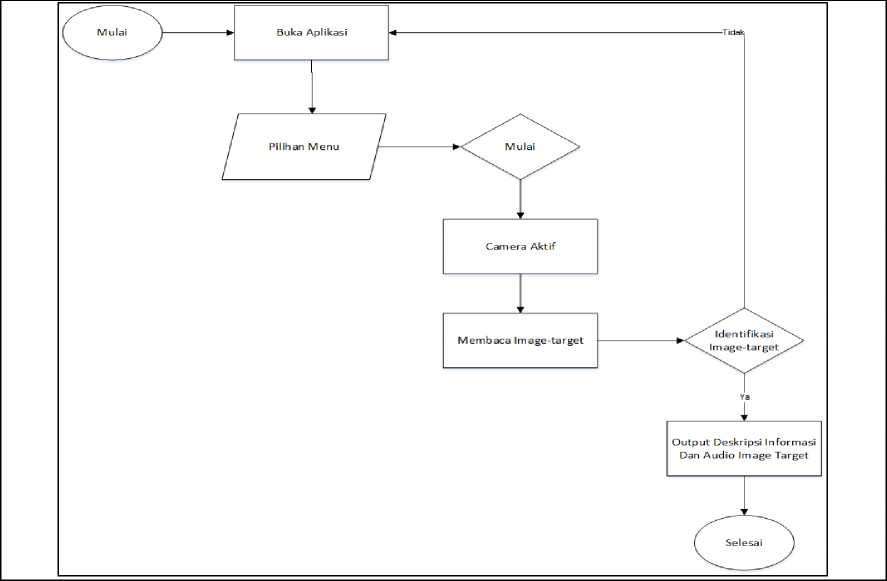 Mulai
Buka Aplikasi
Tidak
Pilihan Menu
Mulai
Camera Aktif
Membaca Image-target
Identifikasi
Image-target
Ya
Output Deskripsi Informasi
Dan Audio Image Target
Selesai